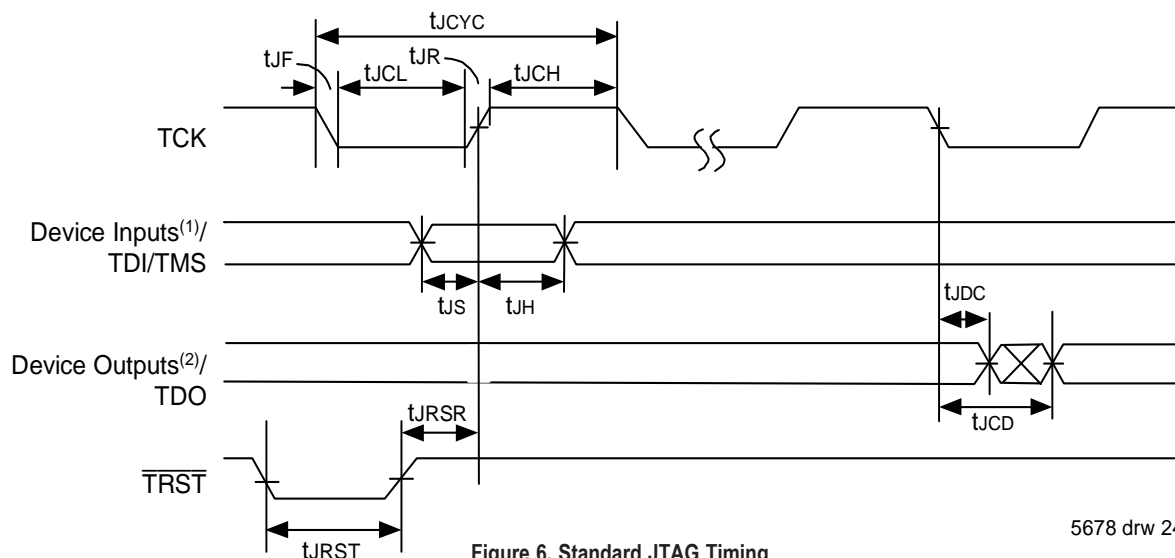 tJCYC
tJF
tJCL
tJR
tJCH
TCK
Device Inputs(1)/
TDI/TMS
tJS
tJH
tJDC
Device Outputs(2)/
TDO
tJCD
tJRSR
TRST
tJRST
5678 drw 24
Figure 6. Standard JTAG Timing